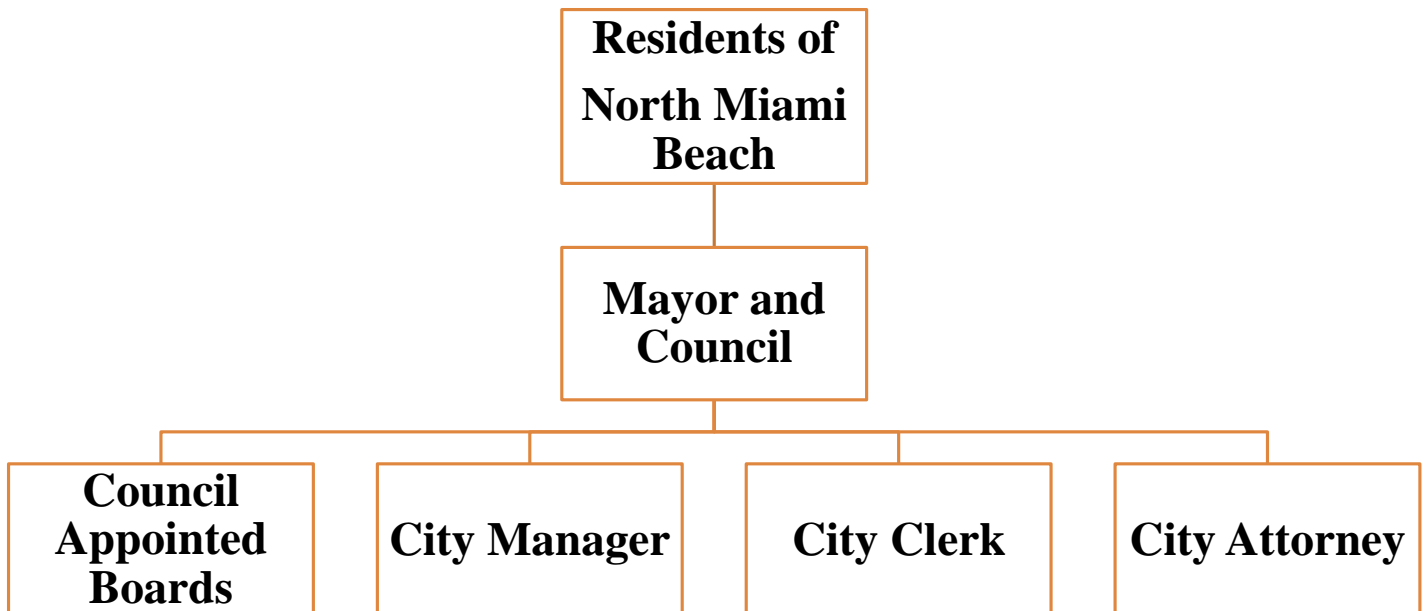 Residents of
North Miami
Beach
Mayor and
Council
Council
Appointed
Boards
City Manager
City Clerk
City Attorney